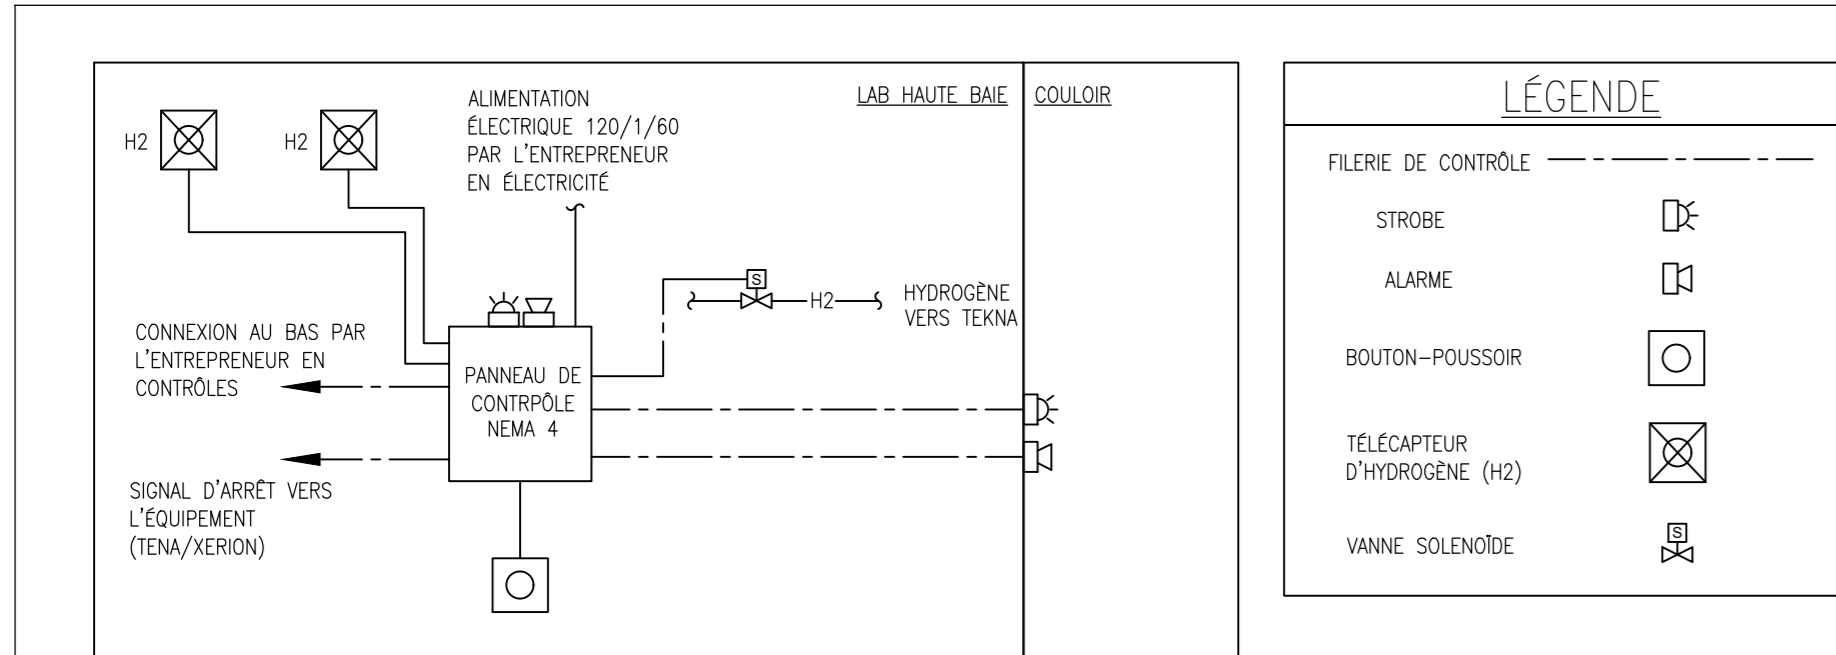 ALIMENTATION
ÉLECTRIQUE 120/1/60
PAR L'ENTREPRENEUR
EN ÉLECTRICITÉ
LAB HAUTE BAIE
COULOIR
H2
H2
S
H2
HYDROGÈNE
VERS TEKNA
CONNEXION AU BAS PAR
L'ENTREPRENEUR EN
CONTRÔLES
PANNEAU DE
CONTRPÔLE
NEMA 4
SIGNAL D'ARRÊT VERS
L'ÉQUIPEMENT
(TENA/XERION)
LÉGENDE
FILERIE DE CONTRÔLE
STROBE
ALARME
BOUTON-POUSSOIR
TÉLÉCAPTEUR
D'HYDROGÈNE (H2)
VANNE SOLENOÏDE
S